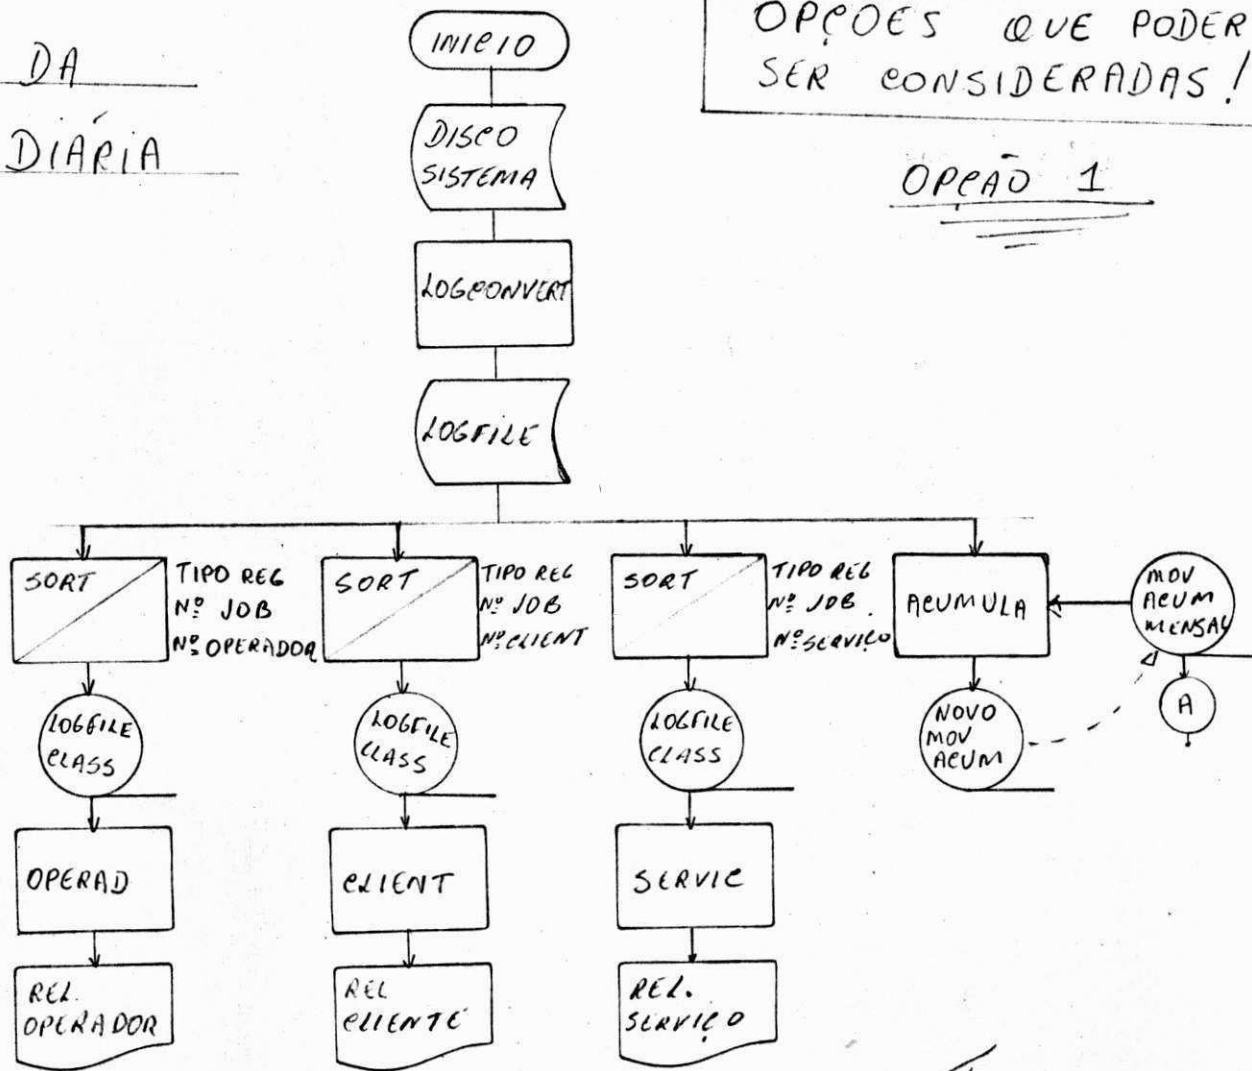 DA
DIÁRIA
OPÇOES QUE PODER
SER CONSIDERADAS!
OPÇÃO 1
INICIO
DISCO
SISTEMA
LOGCONVERT
LOGFILE
SORT
TIPO REG
Nº JOB
Nº OPERADOR
SORT
TIPO REG
Nº JOB
Nº CLIENT
SORT
TIPO REG
Nº JOB.
Nº SERVIÇO
ACUMULA
MOV
ACUM
MENSAL
LOGFILE
CLASS
LOGFILE
CLASS
LOGFILE
CLASS
NOVO
MOV
ACUM
A
OPERAD
CLIENT
SERVIC
REL.
OPERADOR
REL
CLIENTE
REL.
SERVIÇO